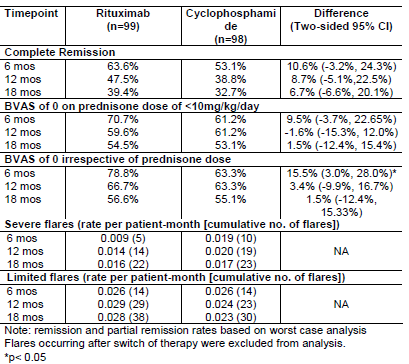 Timepoint Rituximab (n=99) Cyclophosphamide (n=98) Difference (Two-sided 95% CI)
Complete Remission
6 mos 63.6% 53.1% 10.6% (-3.2%, 24.3%)
12 mos 47.5% 38.8% 8.7% (-5.1%,22.5%)
18 mos 39.4% 32.7% 6.7% (-6.6%, 20.1%)
BVAS of 0 on prednisone dose of <10mg/kg/day
6 mos 70.7% 61.2% 9.5% (-3.7%, 22.65%)
12 mos 59.6% 61.2% -1.6% (-15.3%, 12.0%)
18 mos 54.5% 53.1% 1.5% (-12.4%, 15.4%)
BVAS of 0 irrespective of prednisone dose
6 mos 78.8% 63.3% 15.5% (3.0%, 28.0%)*
12 mos 66.7% 63.3% 3.4% (-9.9%, 16.7%)
18 mos 56.6% 55.1% 1.5% (-12.4%, 15.33%)
Severe flares (rate per patient-month [cumulative no. of flares])
6 mos 0.009 (5) 0.019 (10)
12 mos 0.014 (14) 0.020 (19) NA
18 mos 0.016 (22) 0.017 (23)
Limited flares (rate per patient-month [cumulative no. of flares])
6 mos 0.026 (14) 0.026 (14)
12 mos 0.029 (29) 0.024 (23) NA
18 mos 0.028 (38) 0.023 (30)
Note: remission and partial remission rates based on worst case analysis
Flares occurring after switch of therapy were excluded from analysis.
*p< 0.05